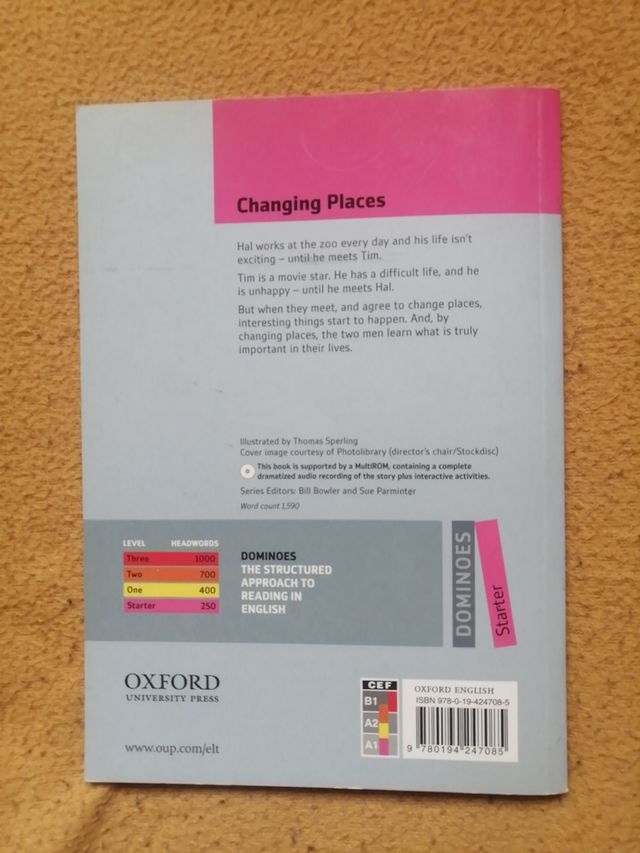 Changing Places
Hal works at the zoo every day and his life isn't
exciting – until he meets Tim.
Tim is a movie star. He has a difficult life, and he
is unhappy – until he meets Hal.
But when they meet, and agree to change places,
interesting things start to happen. And, by
changing places, the two men learn what is truly
important in their lives.
Illustrated by Thomas Sperling
Cover image courtesy of Photolibrary (director's chair/Stockdisc)
This book is supported by a MultiROM, containing a complete
dramatized audio recording of the story plus interactive activities.
Series Editors: Bill Bowler and Sue Parminter
Word count 1,590
LEVEL HEADWORDS
Three 1000
Two 700
One 400
Starter 250
DOMINOES
THE STRUCTURED
APPROACH TO
READING IN
ENGLISH
DOMINOES
Starter
OXFORD
UNIVERSITY PRESS
www.oup.com/elt
CEF
B1
A2
A1
OXFORD ENGLISH
ISBN 978-0-19-424708-5
9 780194 247085